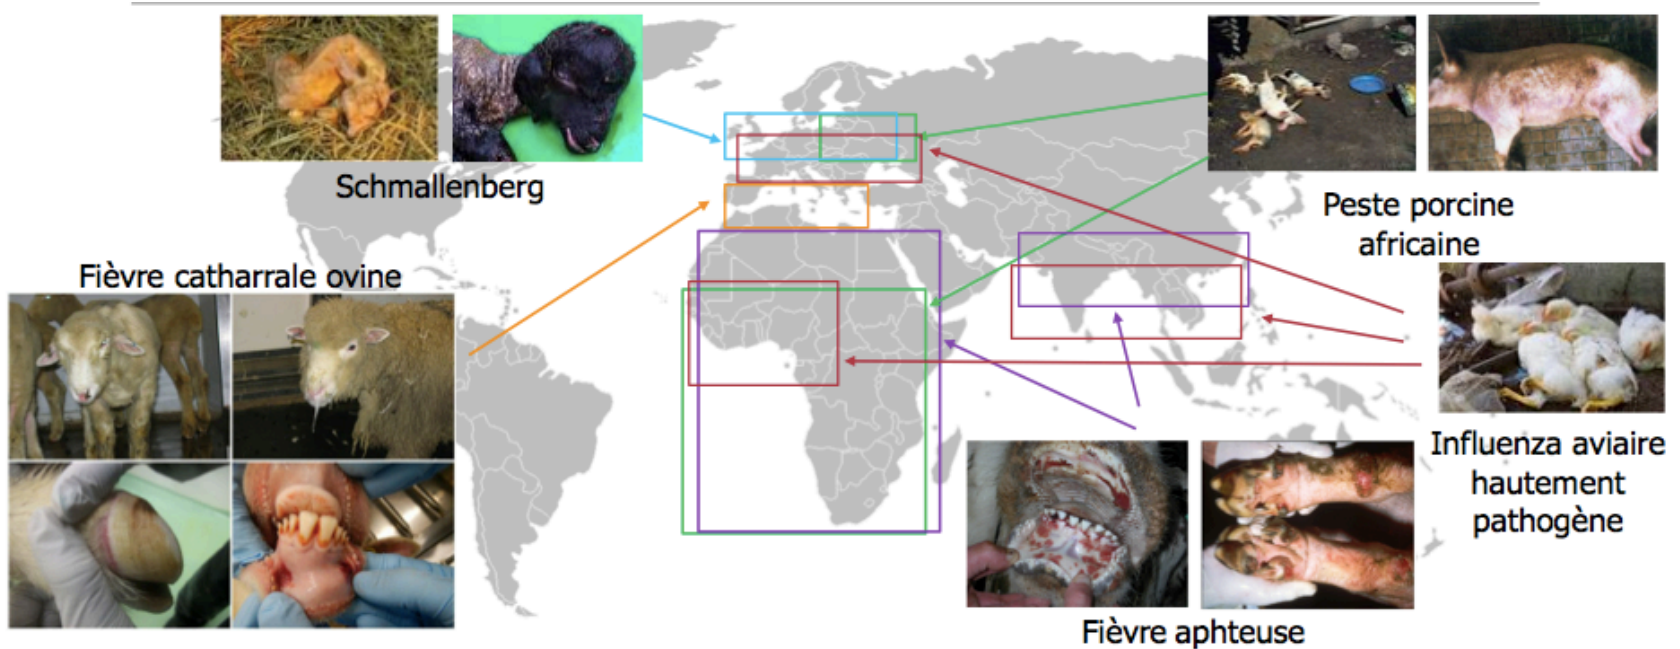 Schmallenberg
Peste porcine
africaine
Fièvre catharrale ovine
Influenza aviaire
hautement
pathogène
Fièvre aphteuse